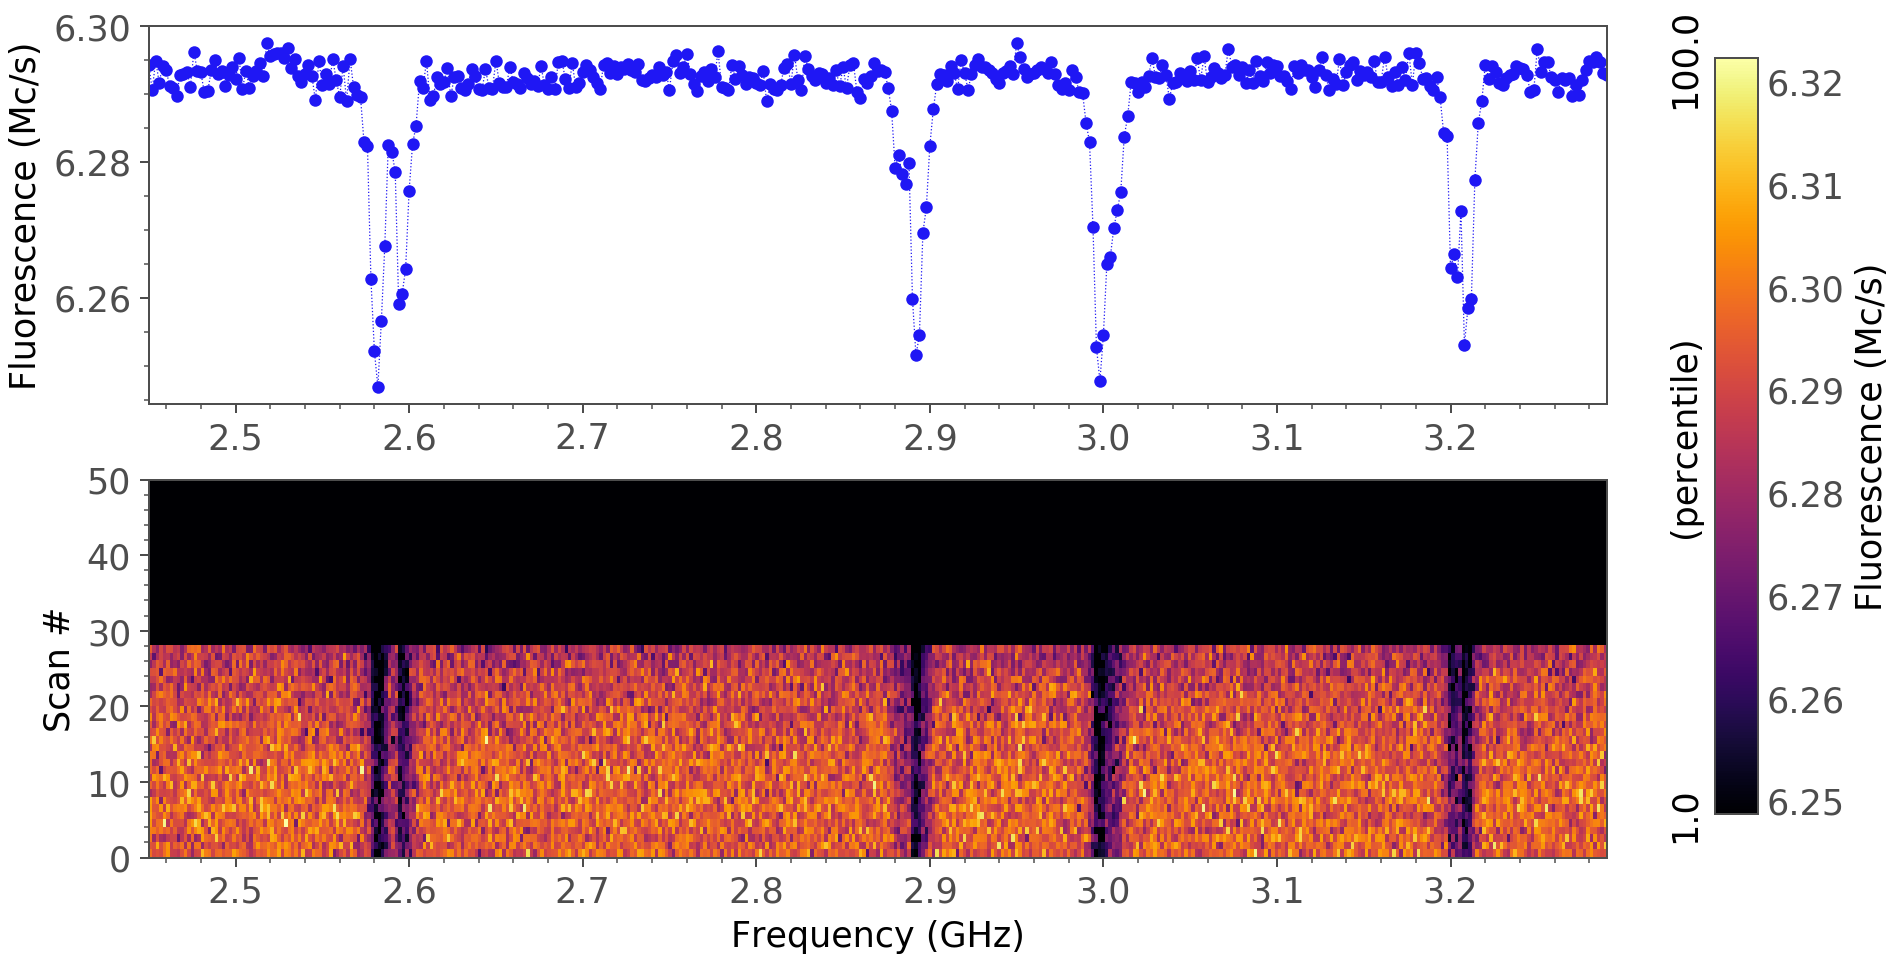 6.30
6.28
6.26
Fluorescence (Mc/s)
2.5 2.6 2.7 2.8 2.9 3.0 3.1 3.2
50
40
30
20
10
0
Scan #
2.5 2.6 2.7 2.8 2.9 3.0 3.1 3.2
Frequency (GHz)
100.0
(percentile)
1.0
6.32
6.31
6.30
6.29
6.28
6.27
6.26
6.25
Fluorescence (Mc/s)